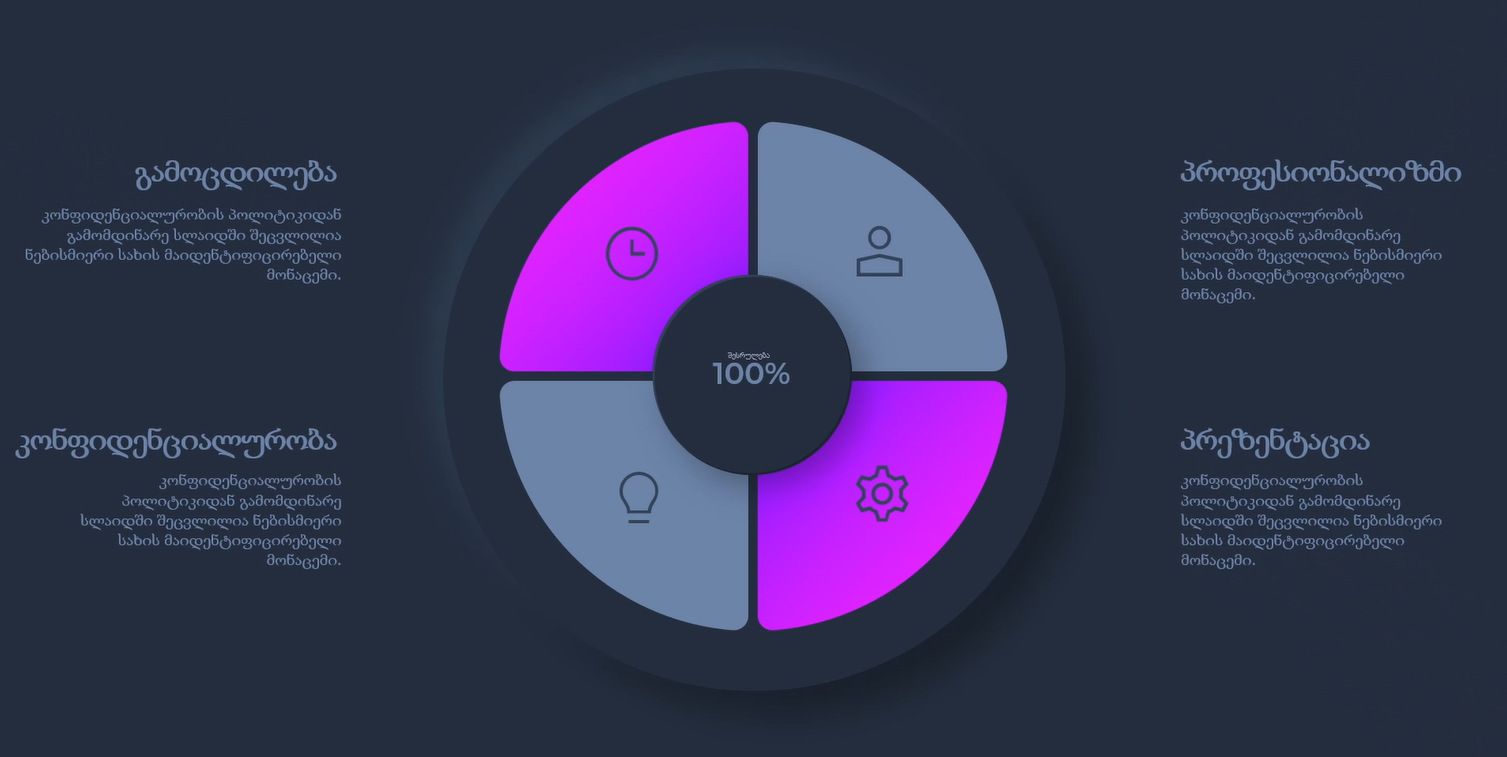 გამოცდილება
კონფიდენციალურობის პოლიტიკიდან
გამომდინარე სლაიდში შეცვლილია
ნებისმიერი სახის მაიდენტიფიცირებელი
მონაცემი.
კონფიდენციალურობა
კონფიდენციალურობის
პოლიტიკიდან გამომდინარე
სლაიდში შეცვლილია ნებისმიერი
სახის მაიდენტიფიცირებელი
მონაცემი.
შესრულება
100%
პროფესიონალიზმი
კონფიდენციალურობის
პოლიტიკიდან გამომდინარე
სლაიდში შეცვლილია ნებისმიერი
სახის მაიდენტიფიცირებელი
მონაცემი.
პრეზენტაცია
კონფიდენციალურობის
პოლიტიკიდან გამომდინარე
სლაიდში შეცვლილია ნებისმიერი
სახის მაიდენტიფიცირებელი
მონაცემი.